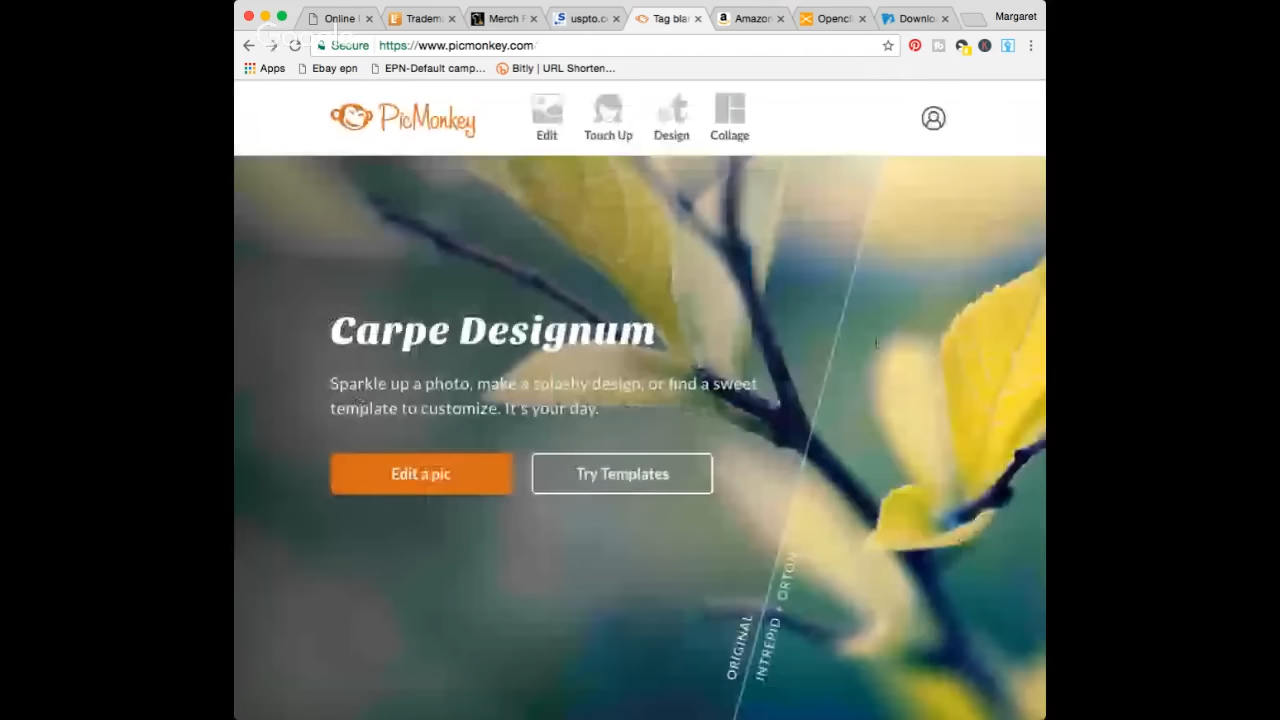 Online
Tradem
Merch F
uspto.c
Tag bla
Amazor
Opencl
Downlo
Margaret
Google
Secure https://www.picmonkey.com
Apps Ebay epn EPN-Default camp... Bitly | URL Shorten...
PicMonkey
Edit Touch Up Design Collage
Carpe Designum
Sparkle up a photo, make a splashy design, or find a sweet
template to customize. It's your day.
Edit a pic Try Templates
ORIGINAL
INTREPID + ORTON